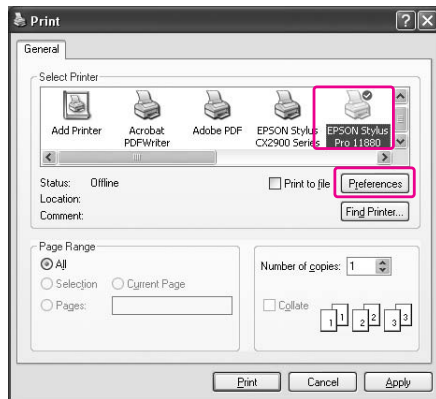 Print
General
Select Printer
Add Printer
Acrobat
PDFWriter
Adobe PDF
EPSON Stylus
CX2900 Series
EPSON Stylus
Pro 11880
Status: Offline
Print to file
Preferences
Location:
Comment:
Find Printer...
Page Range
All
Selection
Current Page
Pages:
Number of copies: 1
Collate
1 1 2 2 3 3
Print
Cancel
Apply